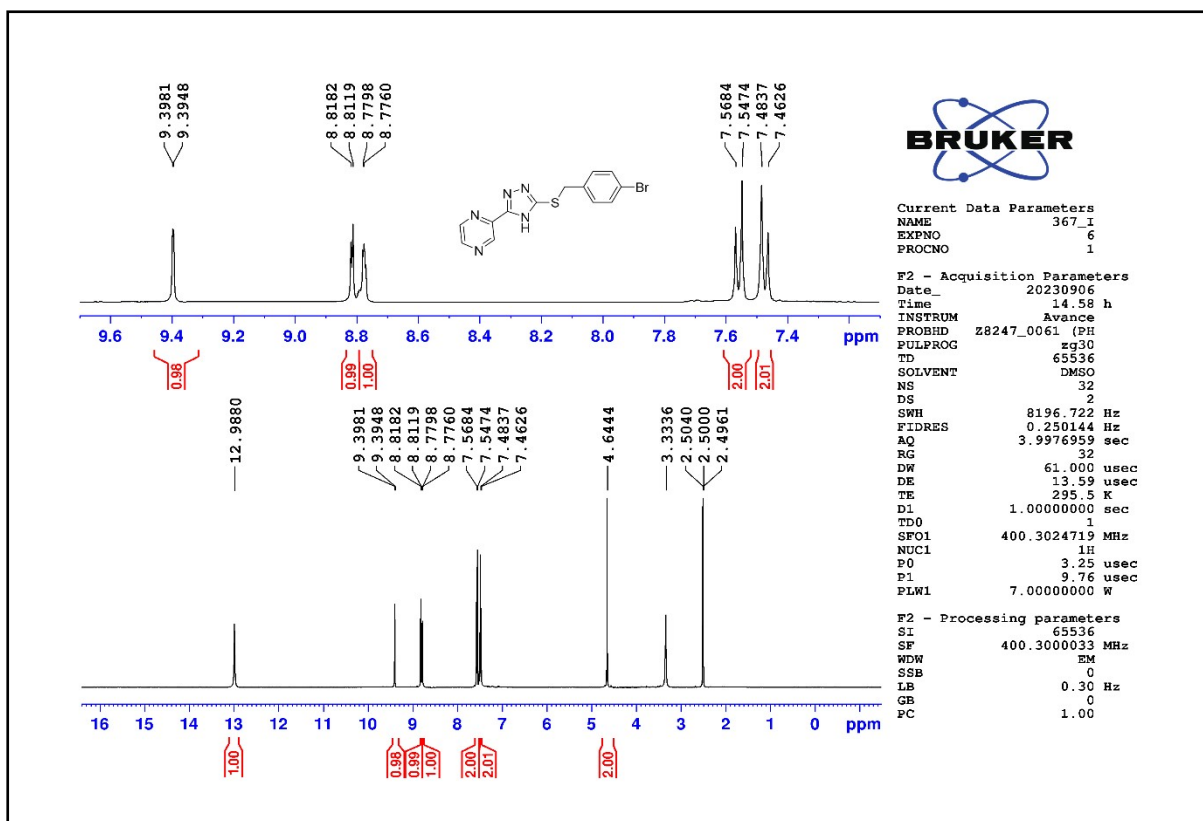 9.3981
9.3948
8.8182
8.8119
8.7798
8.7760
7.5684
7.5474
7.4837
7.4626
N
N
N
H
N
N
S
Br
9.6 9.4 9.2 9.0 8.8 8.6 8.4 8.2 8.0 7.8 7.6 7.4 ppm
0.98
0.99
1.00
2.00
2.01
12.9880
9.3981
9.3948
8.8182
8.8119
8.7798
8.7760
7.5684
7.5474
7.4837
7.4626
4.6444
3.3336
2.5040
2.5000
2.4961
16 15 14 13 12 11 10 9 8 7 6 5 4 3 2 1 0 ppm
1.00
0.98
0.99
1.00
2.00
2.01
2.00
BRUKER
Current Data Parameters
NAME 367_I
EXPNO 6
PROCNO 1
F2 - Acquisition Parameters
Date_ 20230906
Time 14.58 h
INSTRUM Avance
PROBHD Z8247_0061 (PH
PULPROG zg30
TD 65536
SOLVENT DMSO
NS 32
DS 2
SWH 8196.722 Hz
FIDRES 0.250144 Hz
AQ 3.9976959 sec
RG 32
DW 61.000 usec
DE 13.59 usec
TE 295.5 K
D1 1.00000000 sec
TD0 1
SFO1 400.3024719 MHz
NUC1 1H
P0 3.25 usec
P1 9.76 usec
PLW1 7.00000000 W
F2 - Processing parameters
SI 65536
SF 400.3000033 MHz
WDW EM
SSB 0
LB 0.30 Hz
GB 0
PC 1.00